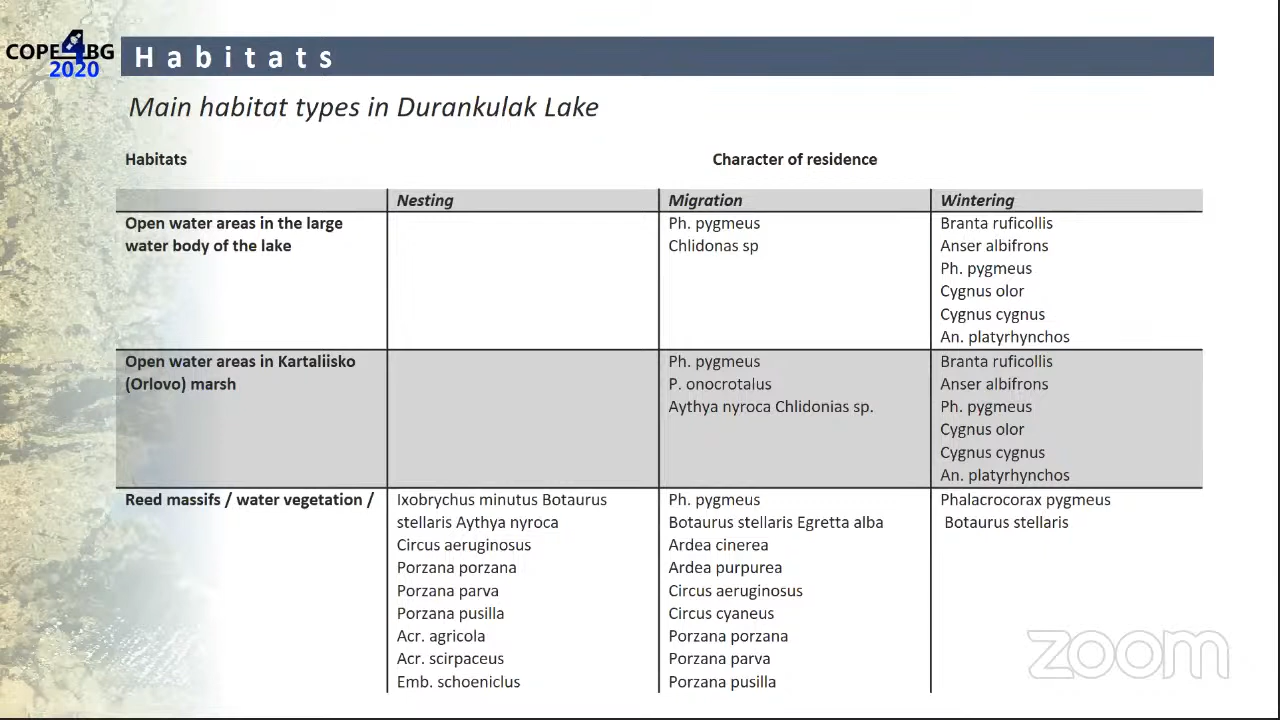 COPE4BG
2020
Habitats
Main habitat types in Durankulak Lake
Habitats
Character of residence
Nesting
Migration
Wintering
Open water areas in the large
water body of the lake
Ph. pygmeus
Chlidonas sp
Branta ruficollis
Anser albifrons
Ph. pygmeus
Cygnus olor
Cygnus cygnus
An. platyrhynchos
Open water areas in Kartaliisko
(Orlovo) marsh
Ph. pygmeus
P. onocrotalus
Aythya nyroca Chlidonias sp.
Branta ruficollis
Anser albifrons
Ph. pygmeus
Cygnus olor
Cygnus cygnus
An. platyrhynchos
Reed massifs / water vegetation /
Ixobrychus minutus Botaurus
stellaris Aythya nyroca
Circus aeruginosus
Porzana porzana
Porzana parva
Porzana pusilla
Acr. agricola
Acr. scirpaceus
Emb. schoeniclus
Ph. pygmeus
Botaurus stellaris Egretta alba
Ardea cinerea
Ardea purpurea
Circus aeruginosus
Circus cyaneus
Porzana porzana
Porzana parva
Porzana pusilla
Phalacrocorax pygmeus
Botaurus stellaris
zoom